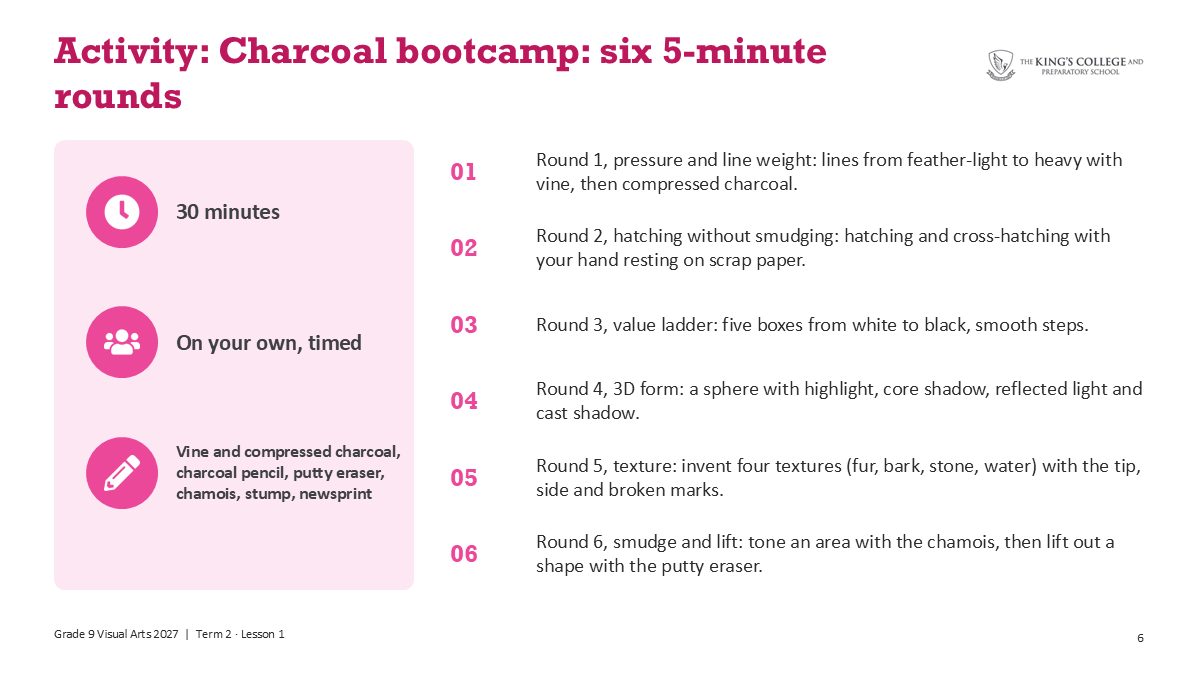 Activity: Charcoal bootcamp: six 5-minute
rounds
THE KING'S COLLEGE AND
PREPARATORY SCHOOL
30 minutes
On your own, timed
Vine and compressed charcoal,
charcoal pencil, putty eraser,
chamois, stump, newsprint
01
Round 1, pressure and line weight: lines from feather-light to heavy with
vine, then compressed charcoal.
02
Round 2, hatching without smudging: hatching and cross-hatching with
your hand resting on scrap paper.
03
Round 3, value ladder: five boxes from white to black, smooth steps.
04
Round 4, 3D form: a sphere with highlight, core shadow, reflected light and
cast shadow.
05
Round 5, texture: invent four textures (fur, bark, stone, water) with the tip,
side and broken marks.
06
Round 6, smudge and lift: tone an area with the chamois, then lift out a
shape with the putty eraser.
Grade 9 Visual Arts 2027 | Term 2 · Lesson 1
6